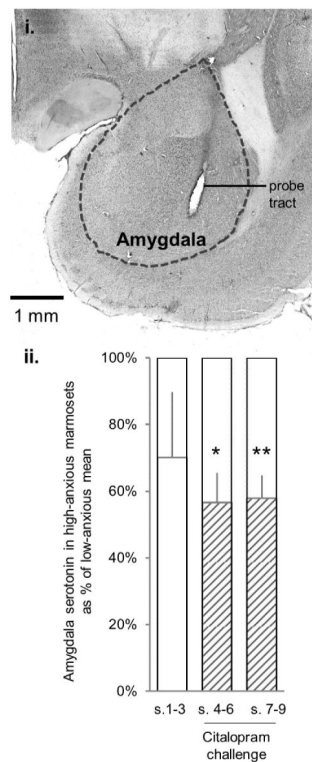 i.
probe
tract
Amygdala
1 mm
ii.
Amygdala serotonin in high-anxious marmosets
as % of low-anxious mean
100%
80%
60%
40%
20%
0%
*
**
s.1-3
s. 4-6
s. 7-9
Citalopram
challenge